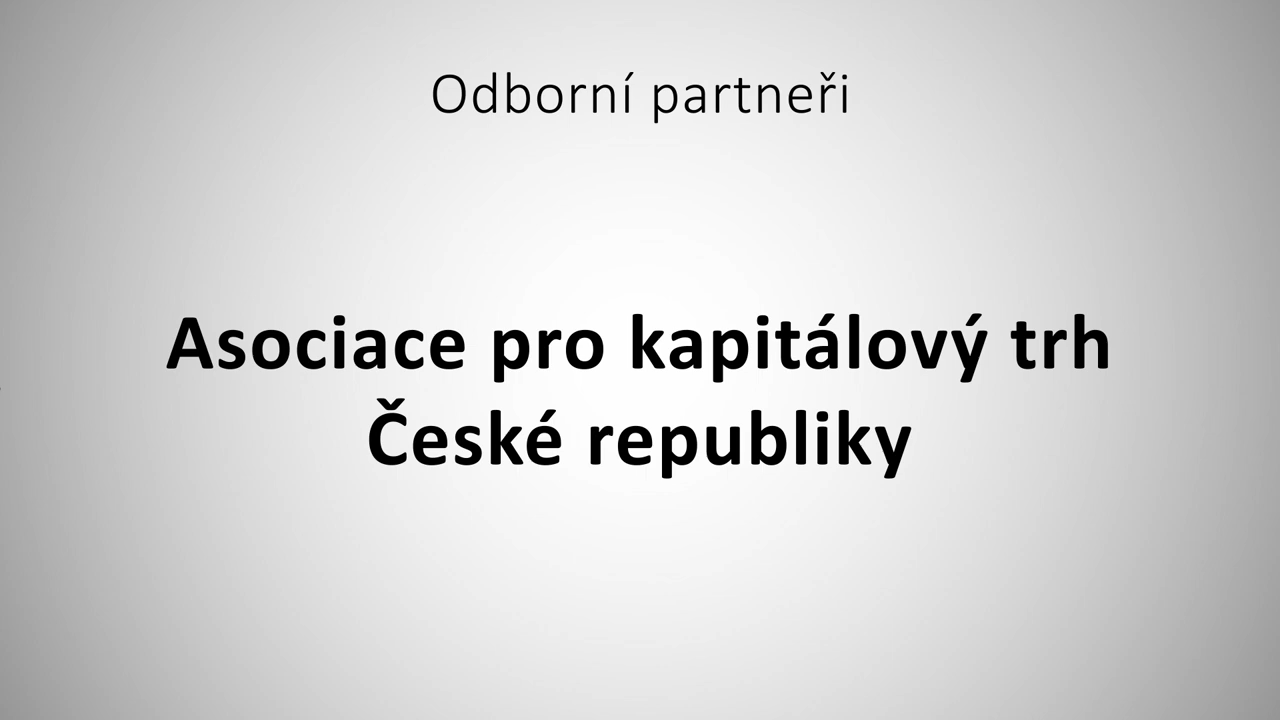 Odborní partneři
Asociace pro kapitálový trh
České republiky